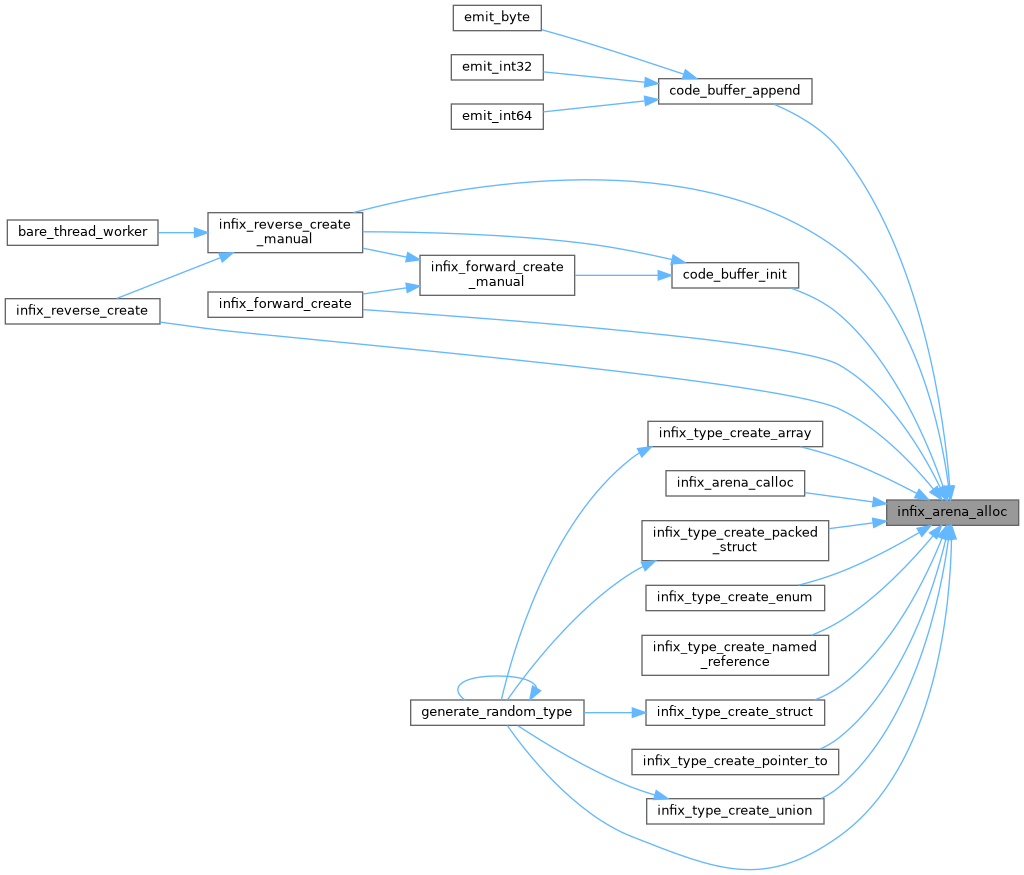 emit_byte
emit_int32
code_buffer_append
emit_int64
infix_reverse_create
_manual
bare_thread_worker
infix_forward_create
_manual
code_buffer_init
infix_forward_create
infix_reverse_create
infix_type_create_array
infix_arena_calloc
infix_arena_alloc
infix_type_create_packed
_struct
infix_type_create_enum
infix_type_create_named
_reference
generate_random_type
infix_type_create_struct
infix_type_create_pointer_to
infix_type_create_union